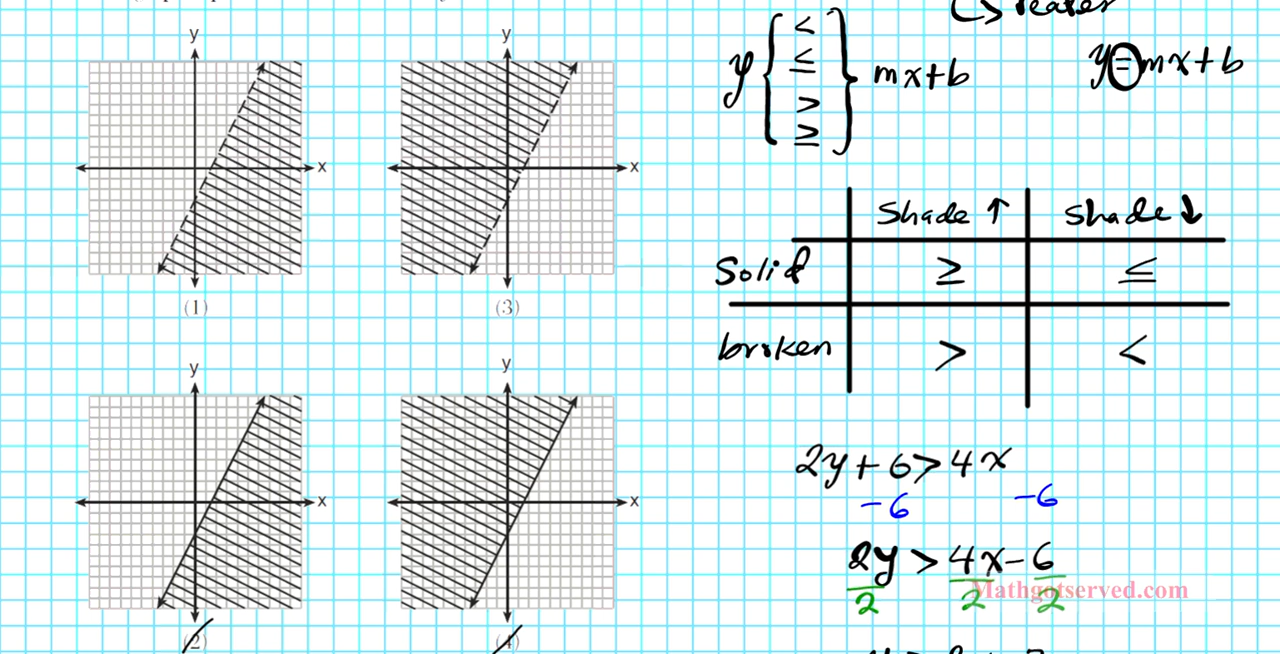 y
x
(1)
y
x
(3)
y
x
(2)
y
x
(4)
y { < ≤ > ≥ } mx+b
y=mx+b
Shade ↑ shade ↓
Solid ≥ ≤
broken > <
2y + 6 > 4x
-6 -6
2y > 4x - 6
2 2 2
Mathgotserved.com